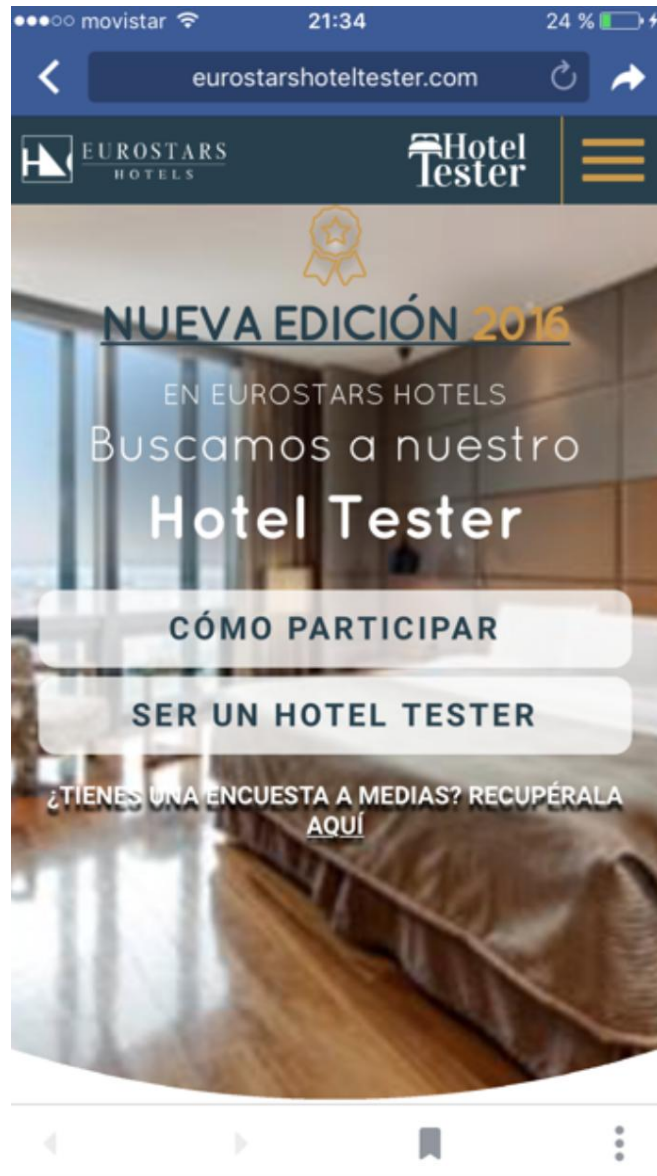 movistar 21:34 24 %
eurostarshoteltester.com
EUROSTARS
HOTELS
Hotel
Tester
NUEVA EDICIÓN 2016
EN EUROSTARS HOTELS
Buscamos a nuestro
Hotel Tester
CÓMO PARTICIPAR
SER UN HOTEL TESTER
¿TIENES UNA ENCUESTA A MEDIAS? RECUPÉRALA
AQUÍ